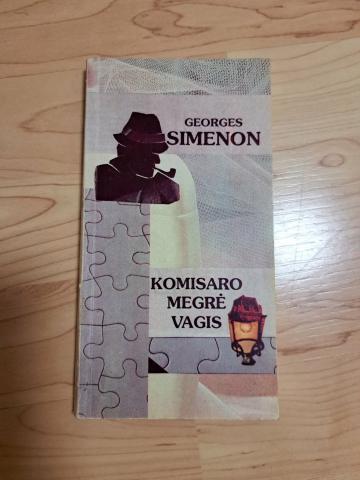 GEORGES
SIMENON
KOMISARO
MEGRĖ
VAGIS